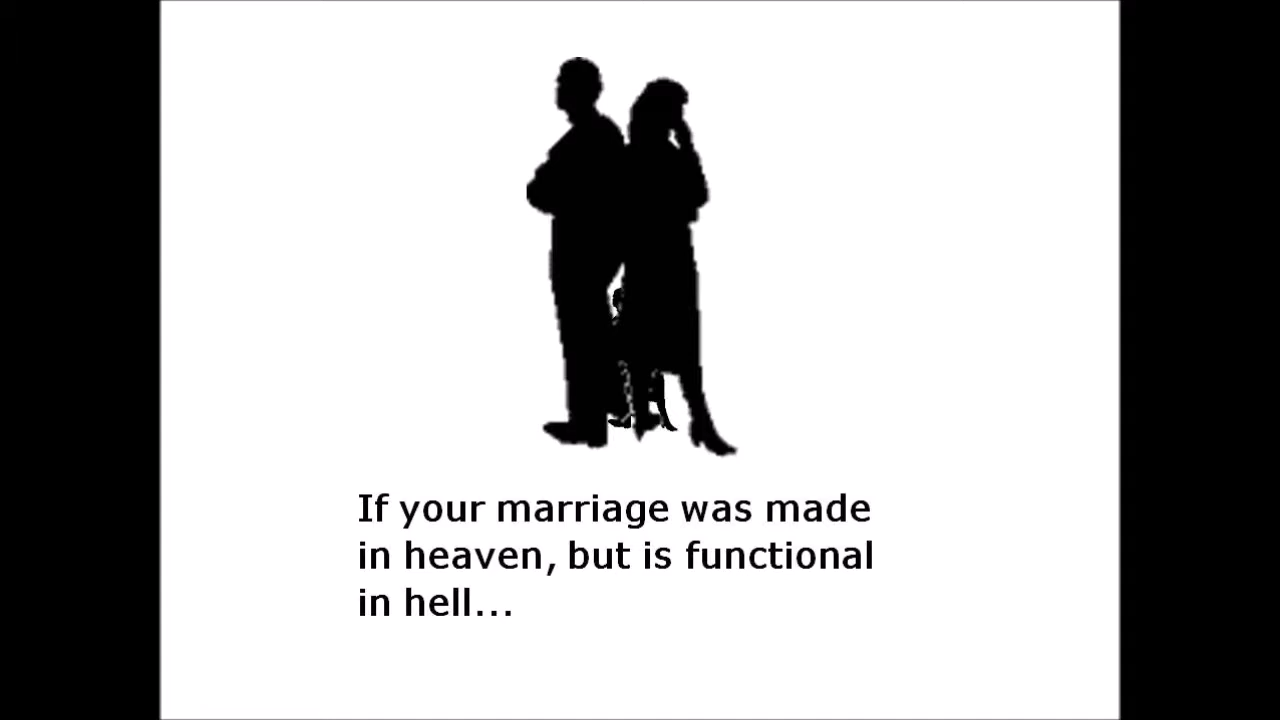 If your marriage was made
in heaven, but is functional
in hell...